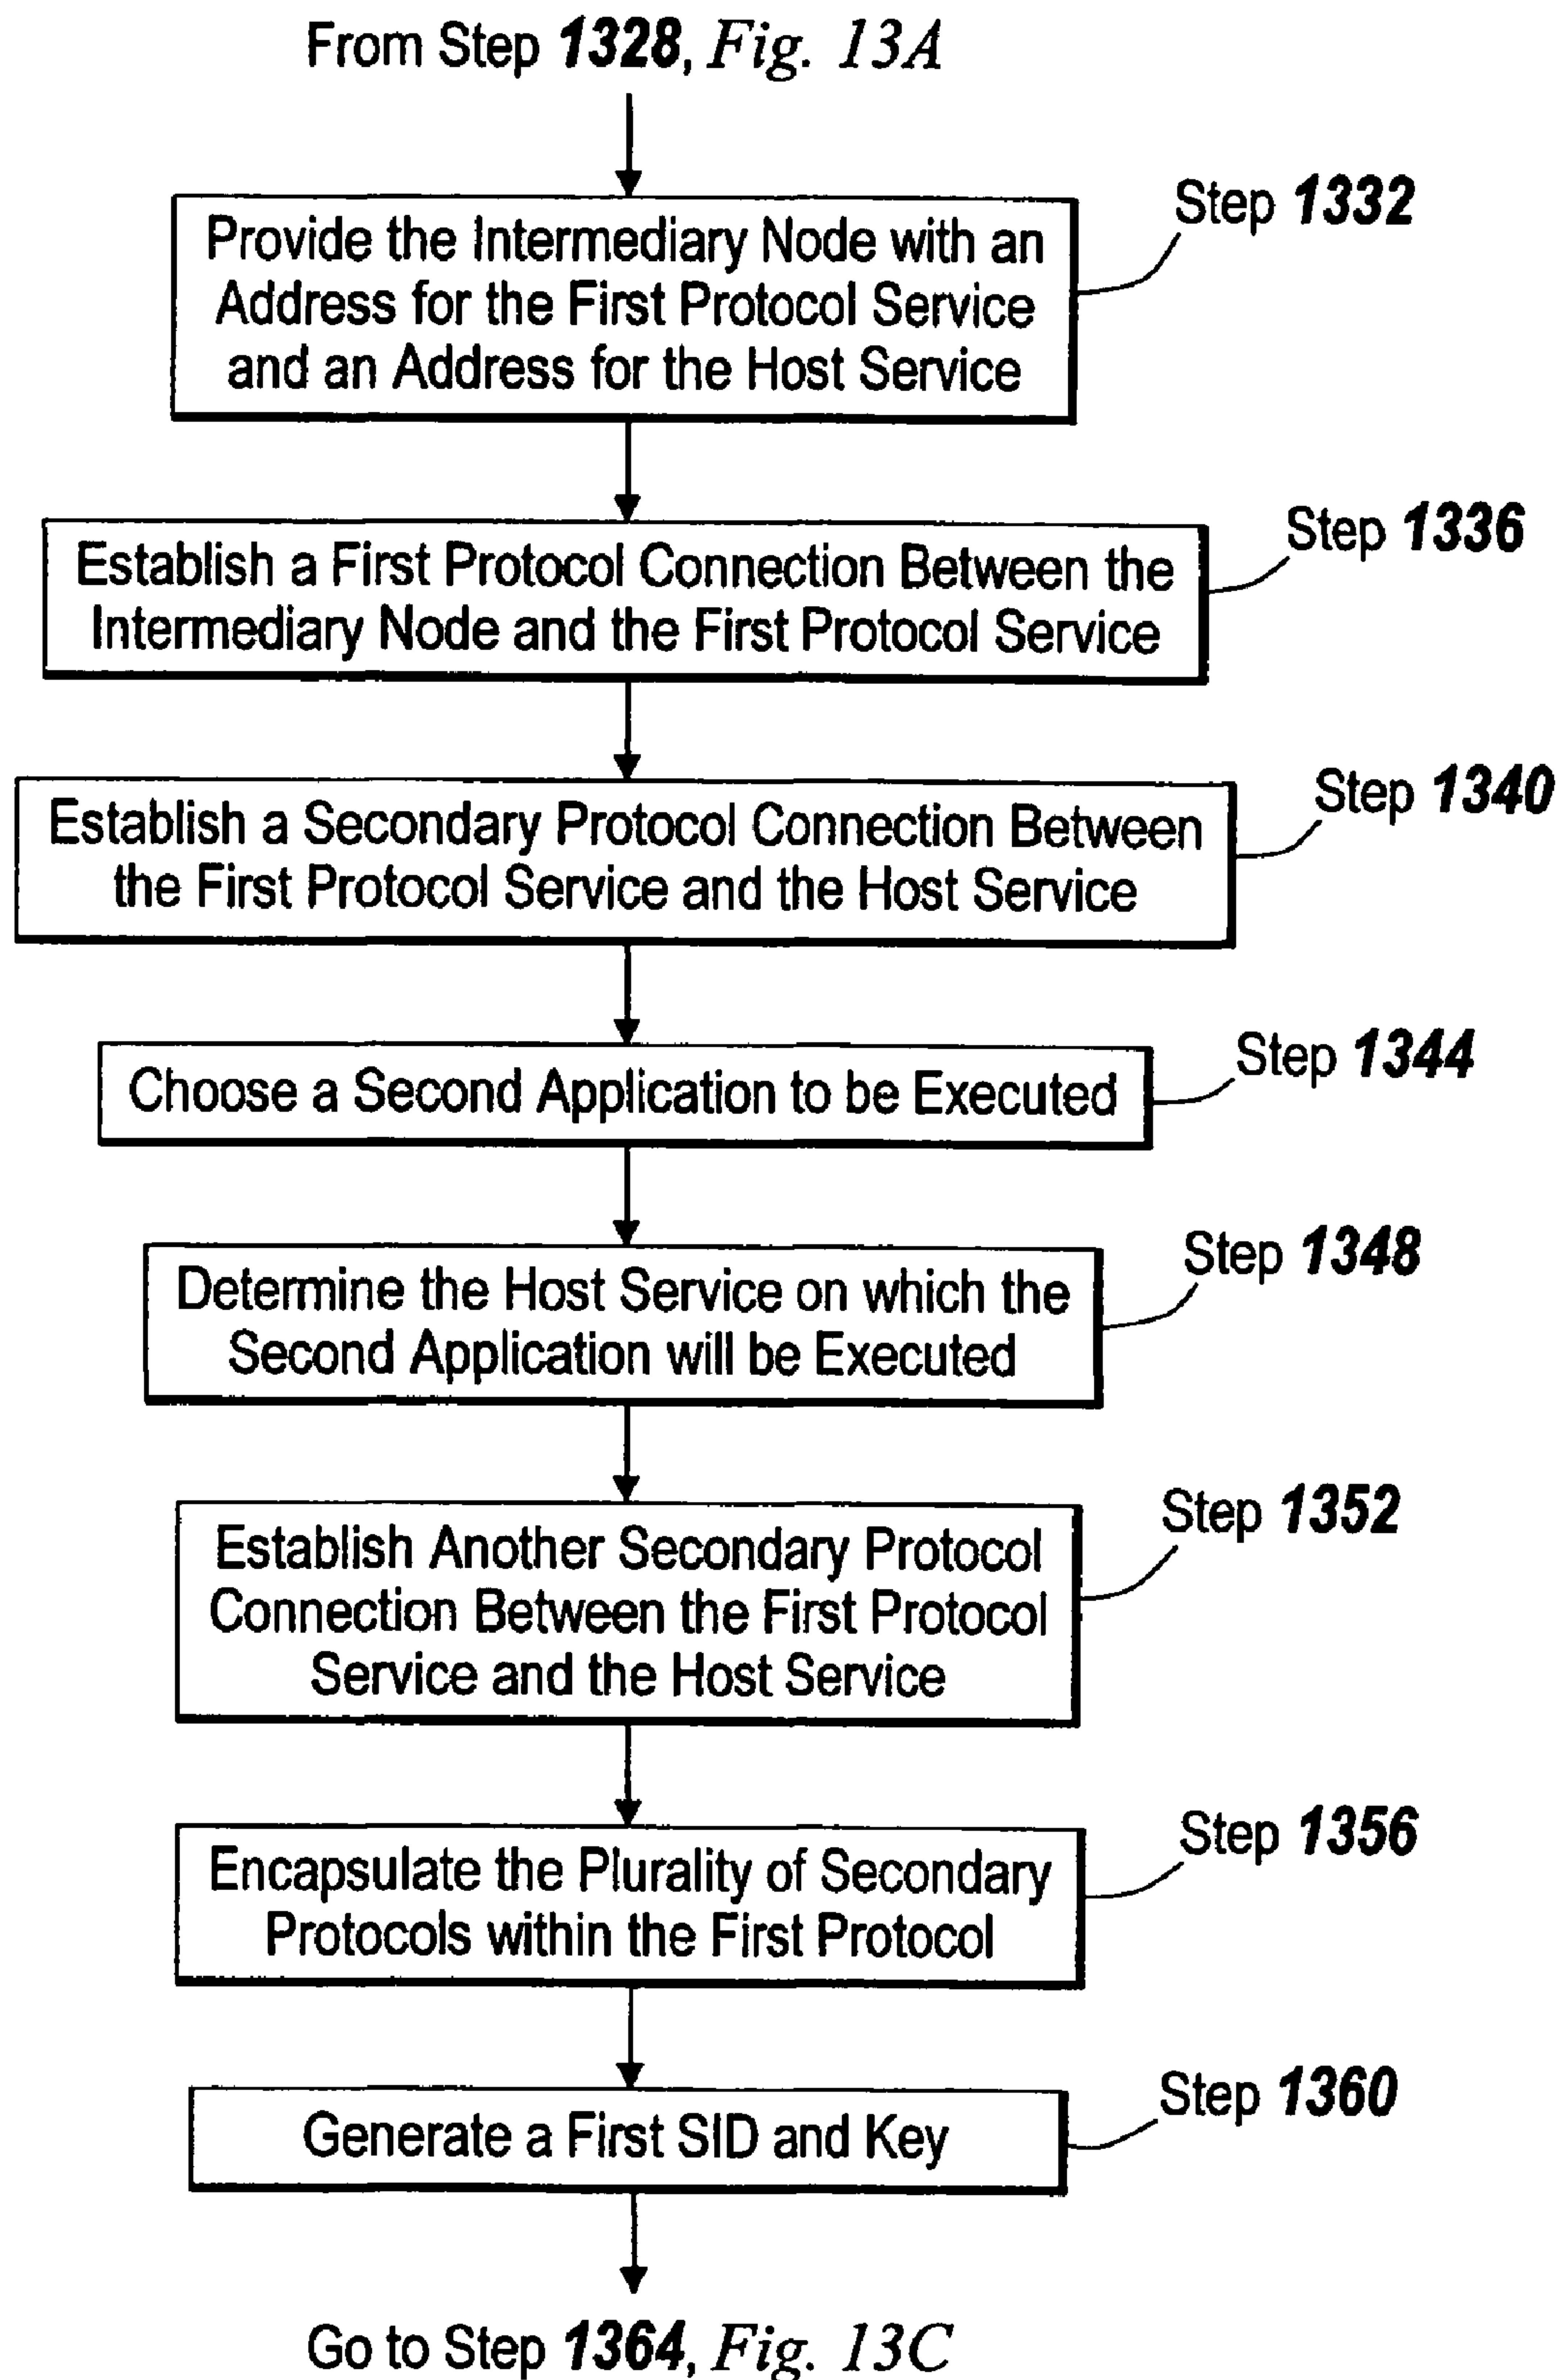 From Step 1328, Fig. 13A
Step 1332
Provide the Intermediary Node with an
Address for the First Protocol Service
and an Address for the Host Service
Step 1336
Establish a First Protocol Connection Between the
Intermediary Node and the First Protocol Service
Step 1340
Establish a Secondary Protocol Connection Between
the First Protocol Service and the Host Service
Step 1344
Choose a Second Application to be Executed
Step 1348
Determine the Host Service on which the
Second Application will be Executed
Step 1352
Establish Another Secondary Protocol
Connection Between the First Protocol
Service and the Host Service
Step 1356
Encapsulate the Plurality of Secondary
Protocols within the First Protocol
Step 1360
Generate a First SID and Key
Go to Step 1364, Fig. 13C